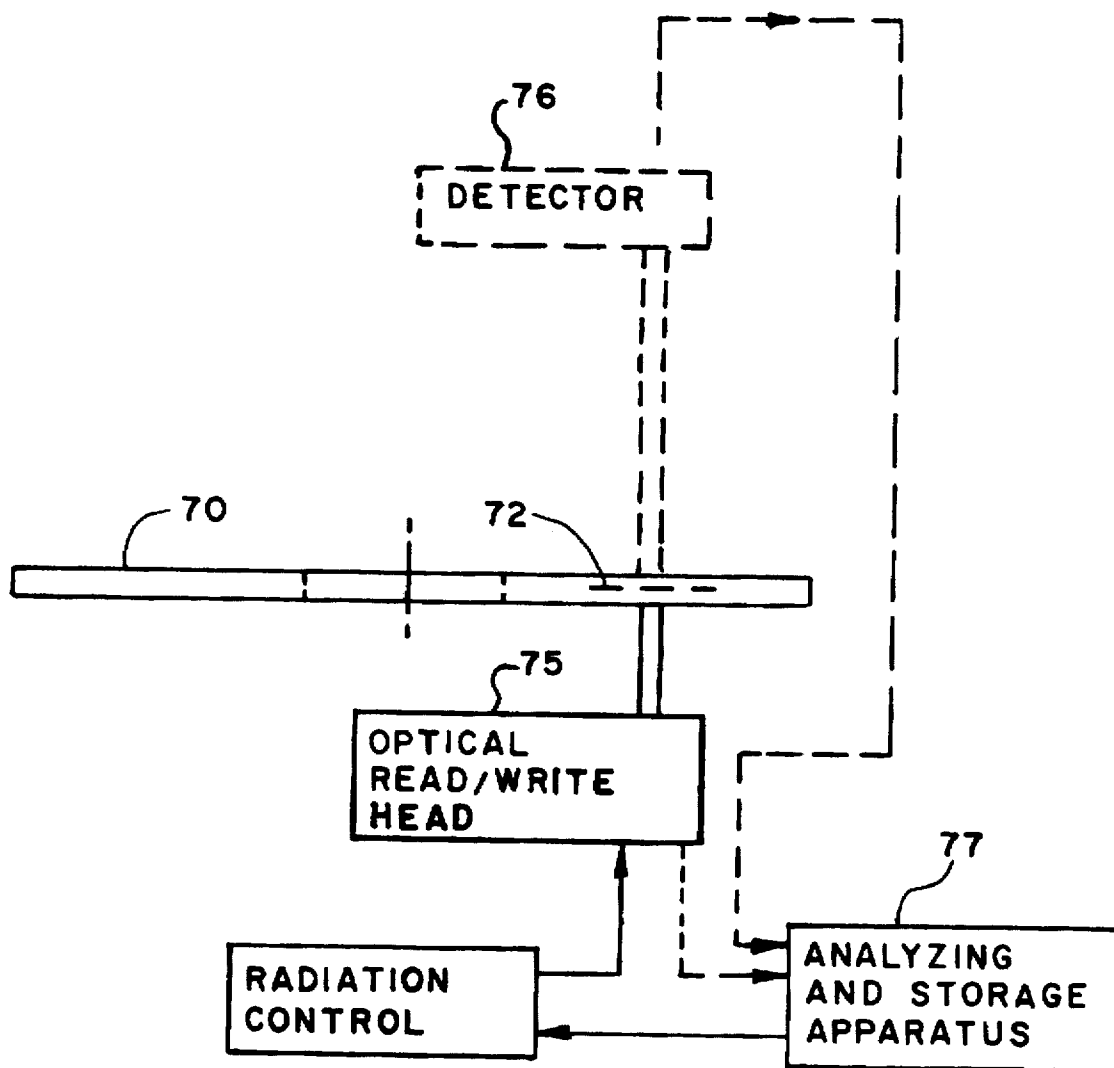 76
DETECTOR
70
72
75
OPTICAL
READ/WRITE
HEAD
77
RADIATION
CONTROL
ANALYZING
AND STORAGE
APPARATUS